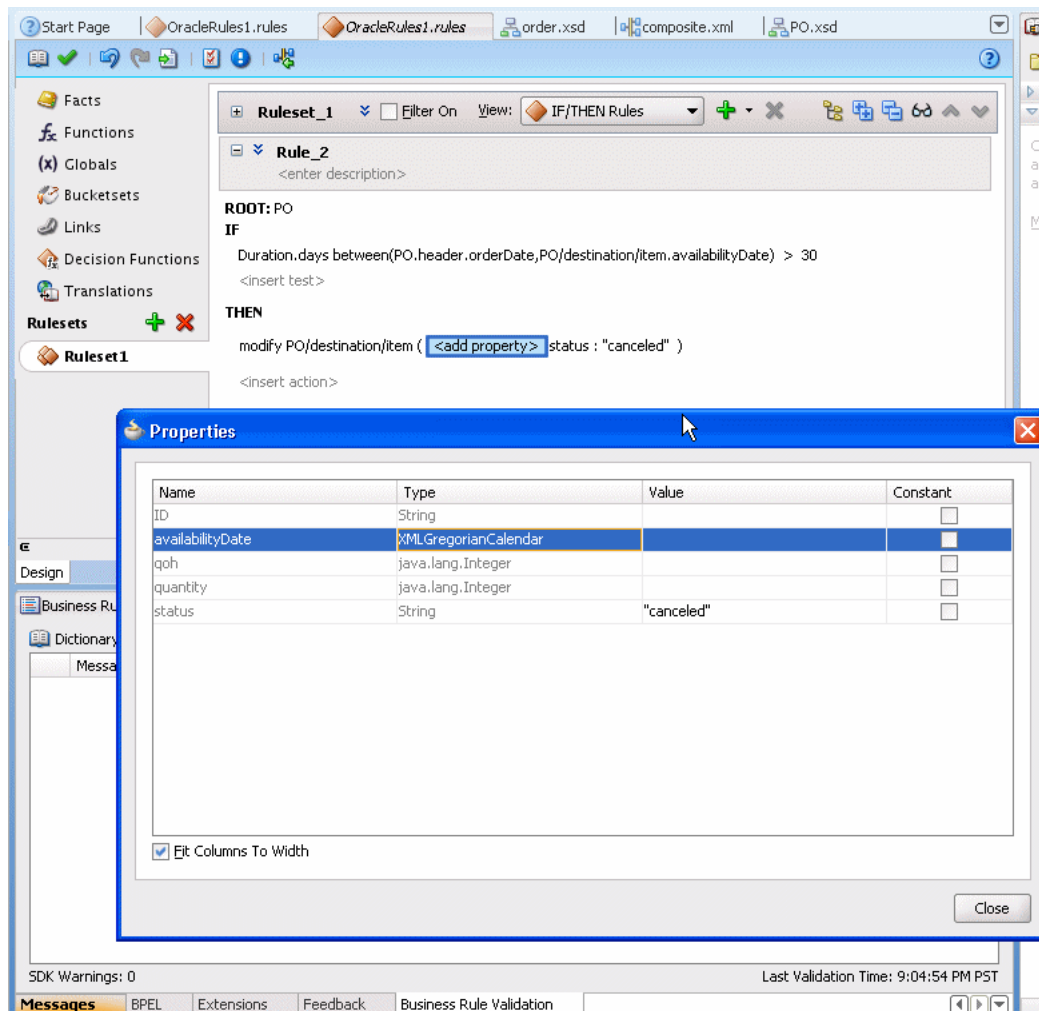 Start Page OracleRules1.rules OracleRules1.rules order.xsd composite.xml PO.xsd
Facts
Functions
Globals
Bucketsets
Links
Decision Functions
Translations
Rulesets
Ruleset1
Ruleset_1 Filter On View: IF/THEN Rules
Rule_2
<enter description>
ROOT: PO
IF
Duration.days between(PO.header.orderDate,PO/destination/item.availabilityDate) > 30
<insert test>
THEN
modify PO/destination/item ( <add property> status : "canceled" )
<insert action>
Properties
Name Type Value Constant
ID String
availabilityDate XMLGregorianCalendar
qoh java.lang.Integer
quantity java.lang.Integer
status String "canceled"
Fit Columns To Width
Close
Design
Business Ru
Dictionary
Messa
SDK Warnings: 0 Last Validation Time: 9:04:54 PM PST
Messages BPEL Extensions Feedback Business Rule Validation